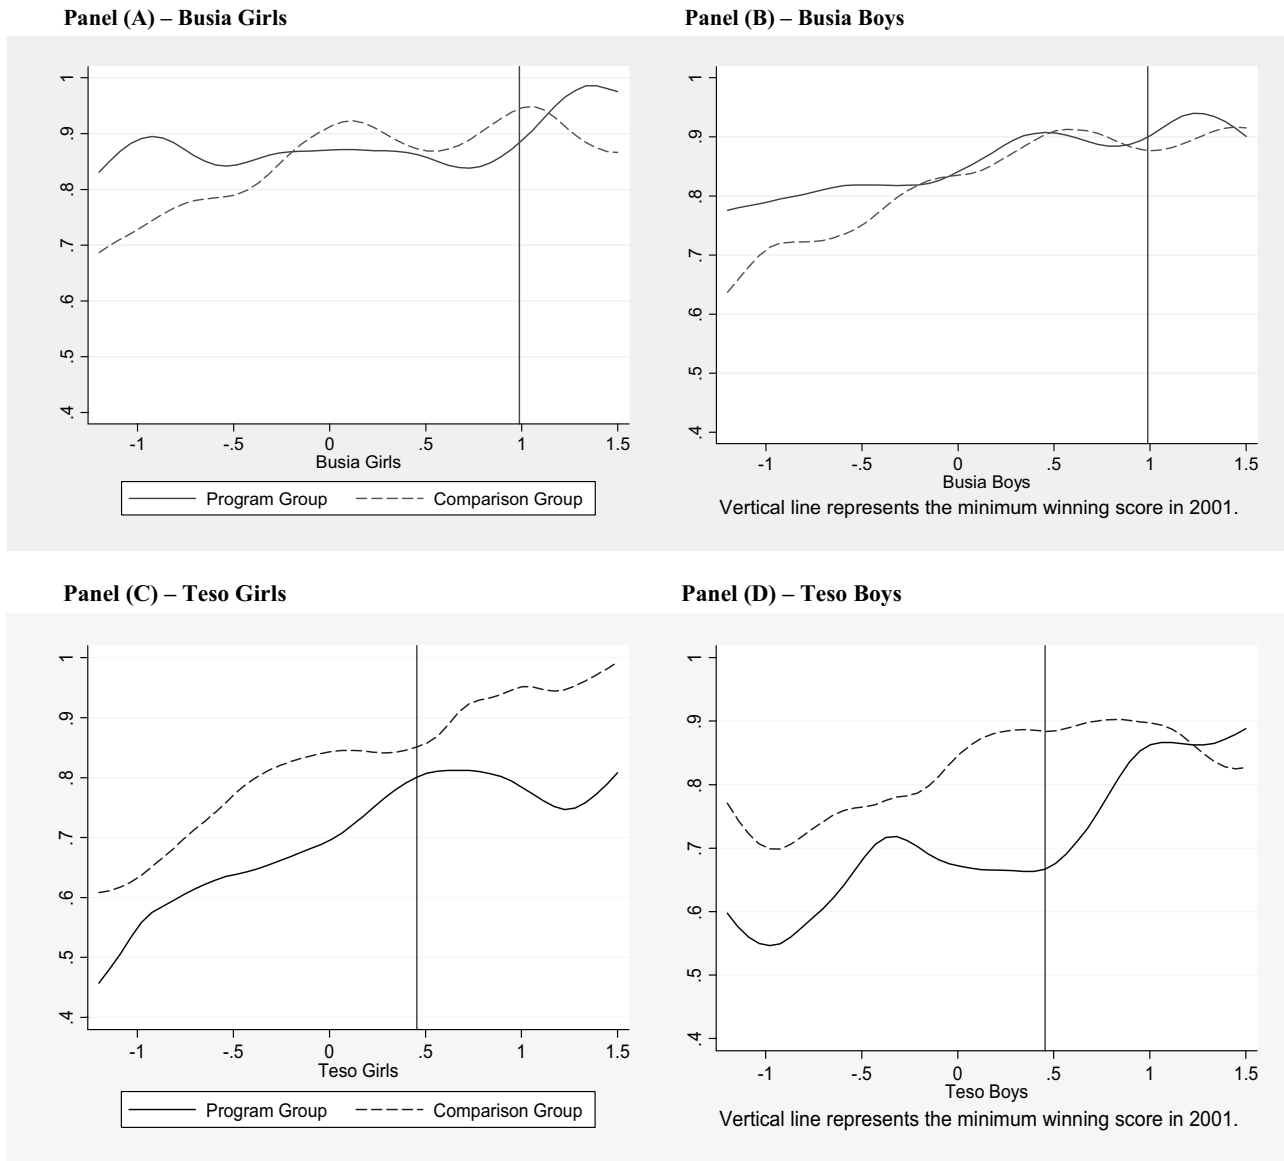 Panel (A) – Busia Girls
Panel (B) – Busia Boys
1
.9
.8
.7
.6
.5
.4
-1 -.5 0 .5 1 1.5
Busia Girls
Program Group Comparison Group
1
.9
.8
.7
.6
.5
.4
-1 -.5 0 .5 1 1.5
Busia Boys
Vertical line represents the minimum winning score in 2001.
Panel (C) – Teso Girls
Panel (D) – Teso Boys
1
.9
.8
.7
.6
.5
.4
-1 -.5 0 .5 1 1.5
Teso Girls
Program Group Comparison Group
1
.9
.8
.7
.6
.5
.4
-1 -.5 0 .5 1 1.5
Teso Boys
Vertical line represents the minimum winning score in 2001.